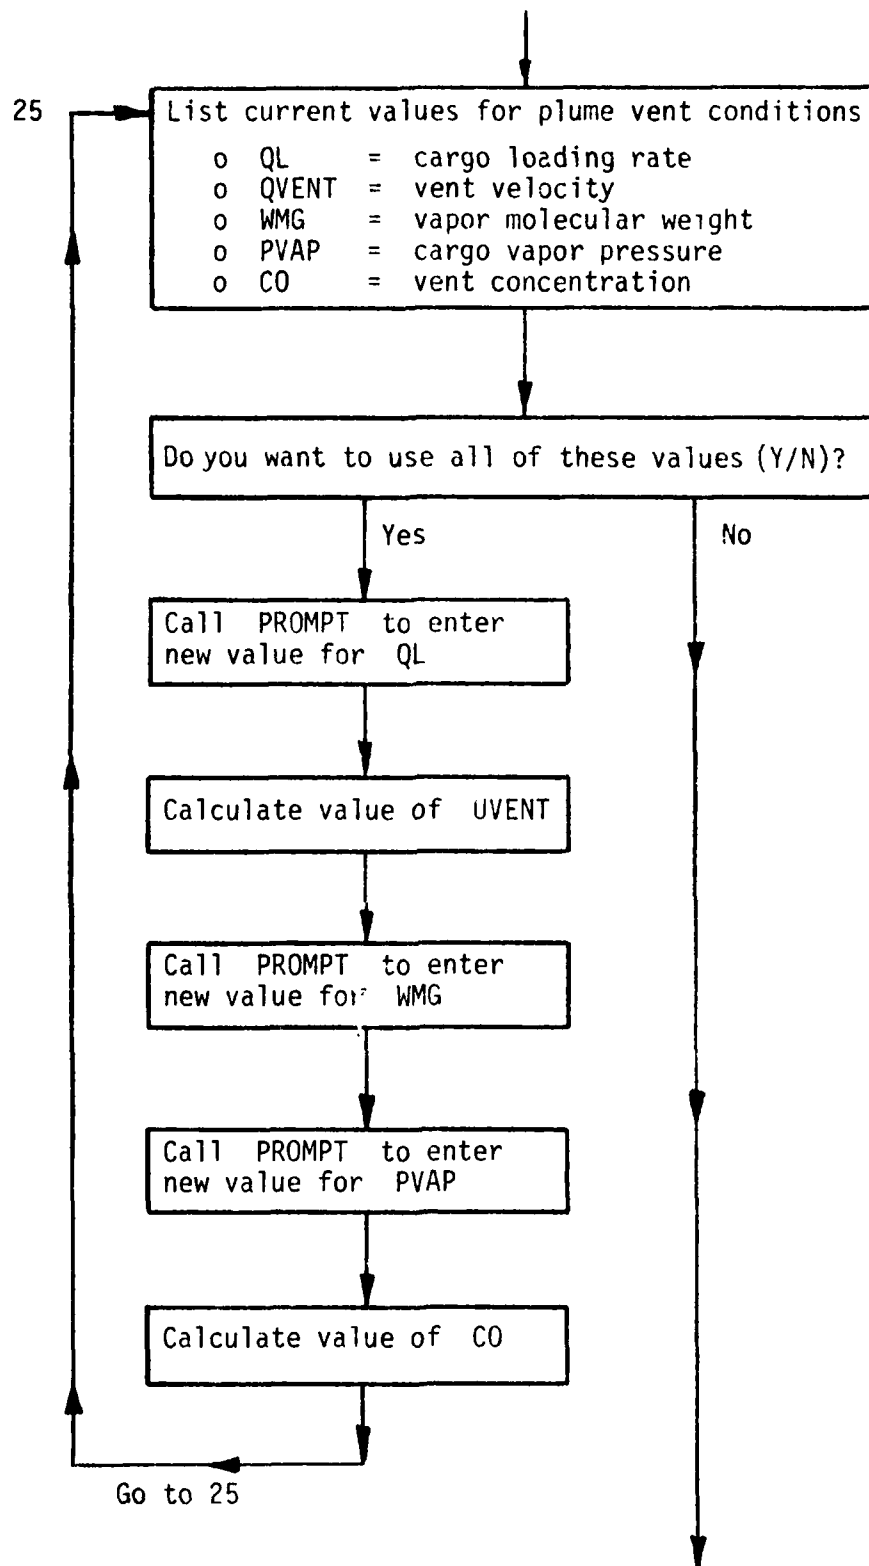 25
List current values for plume vent conditions
o QL = cargo loading rate
o QVENT = vent velocity
o WMG = vapor molecular weight
o PVAP = cargo vapor pressure
o CO = vent concentration
Do you want to use all of these values (Y/N)?
Yes
No
Call PROMPT to enter
new value for QL
Calculate value of UVENT
Call PROMPT to enter
new value for WMG
Call PROMPT to enter
new value for PVAP
Calculate value of CO
Go to 25